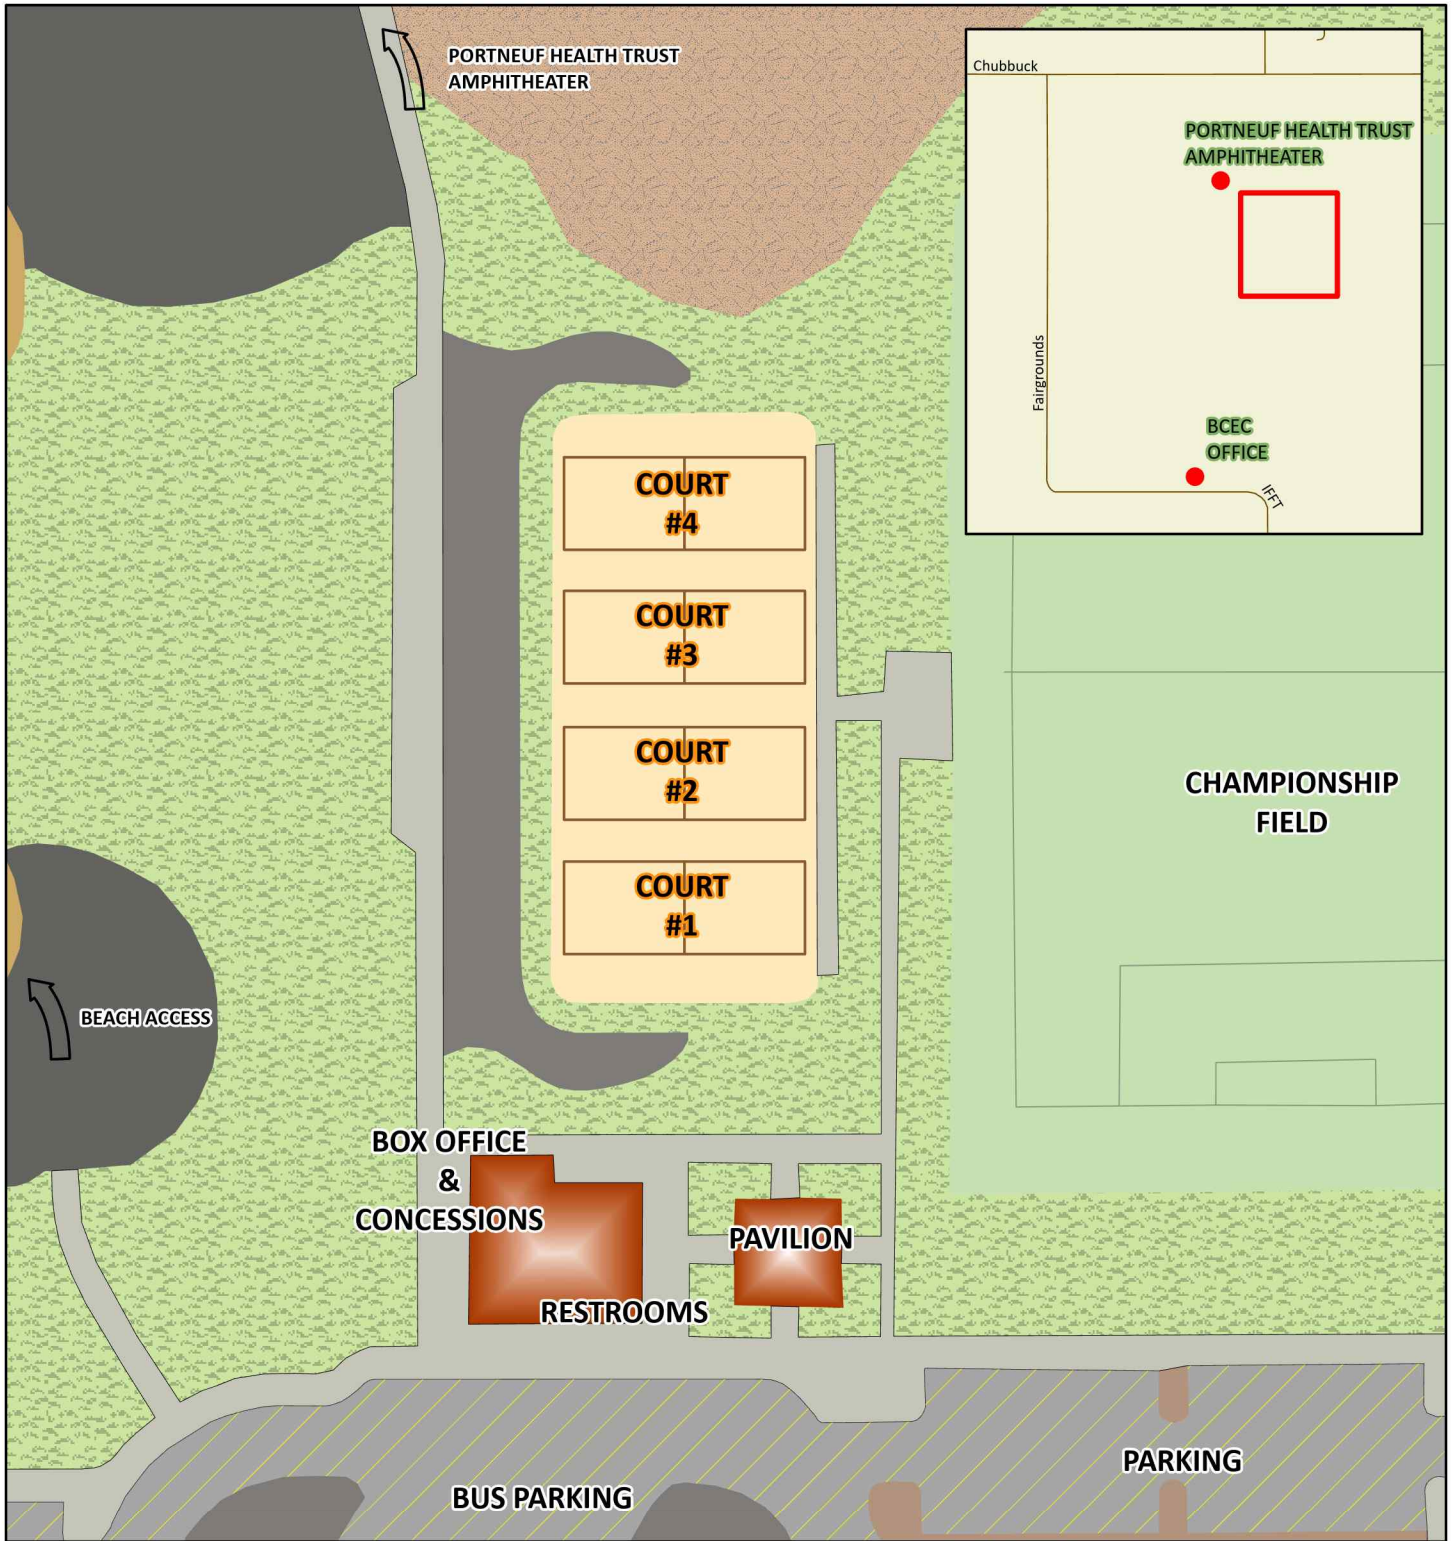 PORTNEUF HEALTH TRUST
AMPHITHEATER
Chubbuck
PORTNEUF HEALTH TRUST
AMPHITHEATER
Fairgrounds
BCEC
OFFICE
IFFT
COURT
#4
COURT
#3
COURT
#2
COURT
#1
CHAMPIONSHIP
FIELD
BEACH ACCESS
BOX OFFICE
&
CONCESSIONS
PAVILION
RESTROOMS
BUS PARKING
PARKING